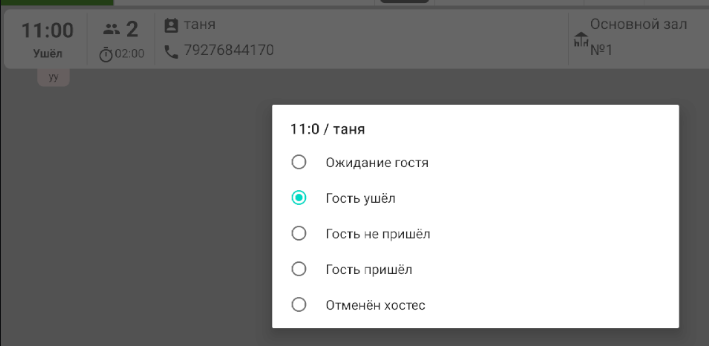 11:00
Ушёл
2
02:00
таня
79276844170
Основной зал
№1
уу
11:0 / таня
Ожидание гостя
Гость ушёл
Гость не пришёл
Гость пришёл
Отменён хостес